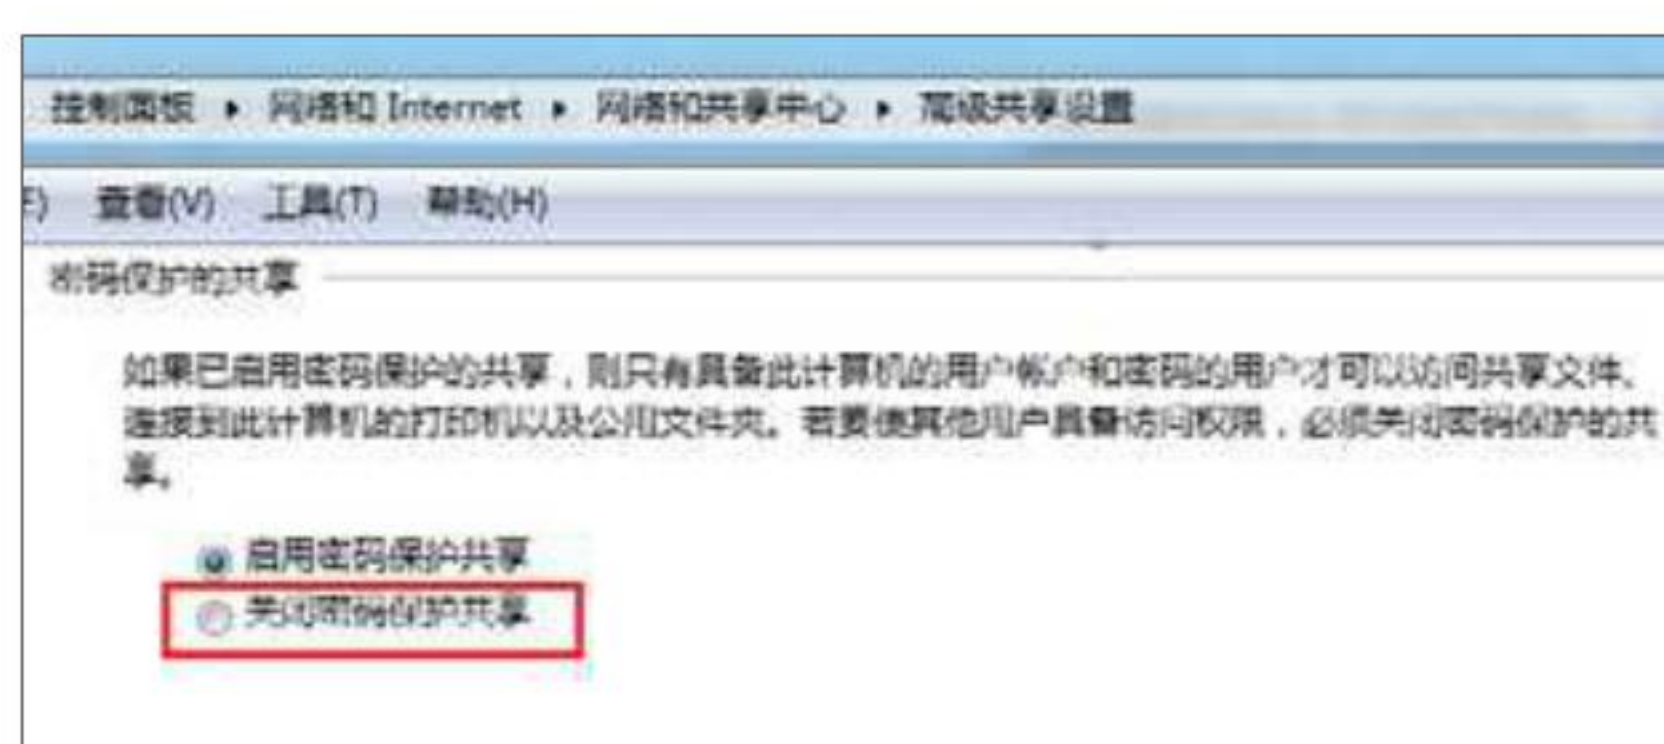 控制面板 ▸ 网络和 Internet ▸ 网络和共享中心 ▸ 高级共享设置
F) 查看(V) 工具(T) 帮助(H)
密码保护的共享
如果已启用密码保护的共享，则只有具备此计算机的用户帐户和密码的用户才可以访问共享文件、
连接到此计算机的打印机以及公用文件夹。若要使其他用户具备访问权限，必须关闭密码保护的共
享。
启用密码保护共享
关闭密码保护共享